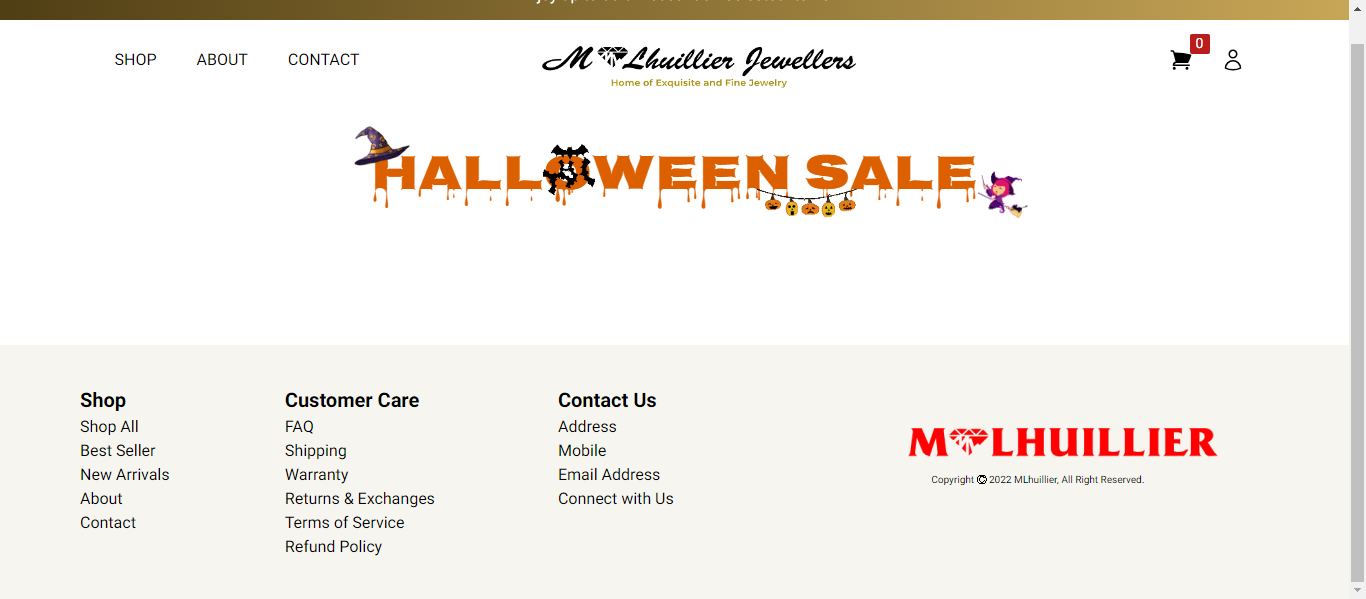 SHOP ABOUT CONTACT
M Lhuillier Jewellers
0
Home of Exquisite and Fine Jewelry
HALLOWEEN SALE
Shop
Shop All
Best Seller
New Arrivals
About
Contact
Customer Care
FAQ
Shipping
Warranty
Returns & Exchanges
Terms of Service
Refund Policy
Contact Us
Address
Mobile
Email Address
Connect with Us
M LHUILLIER
Copyright © 2022 MLhuillier, All Right Reserved.